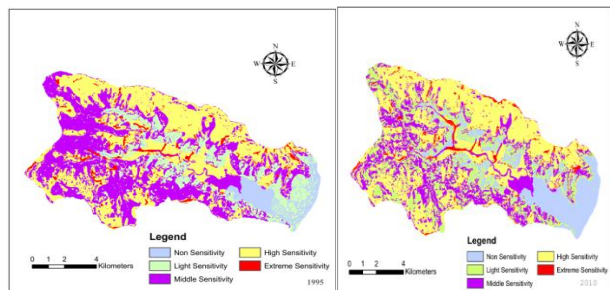 N
W E
S
Legend
Non Sensitivity High Sensitivity
Light Sensitivity Extreme Sensitivity
Middle Sensitivity
0 1 2 4
Kilometers
1995
N
W E
S
Legend
Non Sensitivity High Sensitivity
Light Sensitivity Extreme Sensitivity
Middle Sensitivity
0 1 2 4
Kilometers
2010